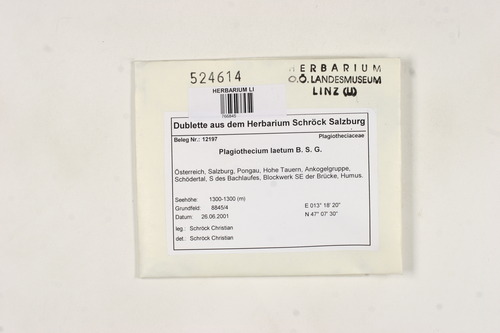 524614
HERBARIUM
O.Ö. LANDESMUSEUM
LINZ (LI)
HERBARIUM LI
Dublette aus dem Herbarium Schröck Salzburg
Beleg Nr.: 12197
Plagiotheciaceae
Plagiothecium laetum B. S. G.
Österreich, Salzburg, Pongau, Hohe Tauern, Ankogelgruppe,
Schödertal, S des Bachlaufes, Blockwerk SE der Brücke, Humus.
Seehöhe: 1300-1300 (m)
E 013° 18' 20"
Grundfeld: 8845/4
N 47° 07' 30"
Datum: 26.06.2001
leg.: Schröck Christian
det.: Schröck Christian